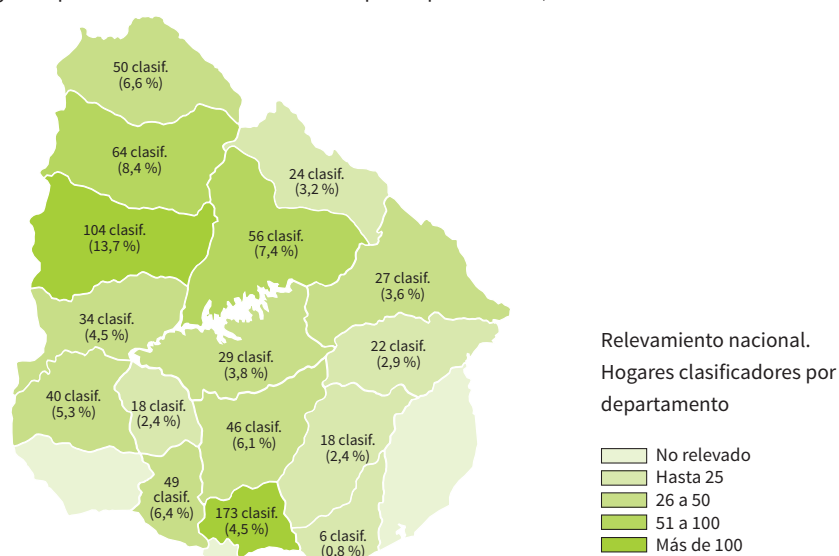 50 clasif.
(6,6 %)
64 clasif.
(8,4 %)
24 clasif.
(3,2 %)
104 clasif.
(13,7 %)
56 clasif.
(7,4 %)
27 clasif.
(3,6 %)
34 clasif.
(4,5 %)
29 clasif.
(3,8 %)
22 clasif.
(2,9 %)
40 clasif.
(5,3 %)
18 clasif.
(2,4 %)
46 clasif.
(6,1 %)
18 clasif.
(2,4 %)
49
clasif.
(6,4 %)
173 clasif.
(4,5 %)
6 clasif.
(0,8 %)
Relevamiento nacional.
Hogares clasificadores por
departamento
No relevado
Hasta 25
26 a 50
51 a 100
Más de 100